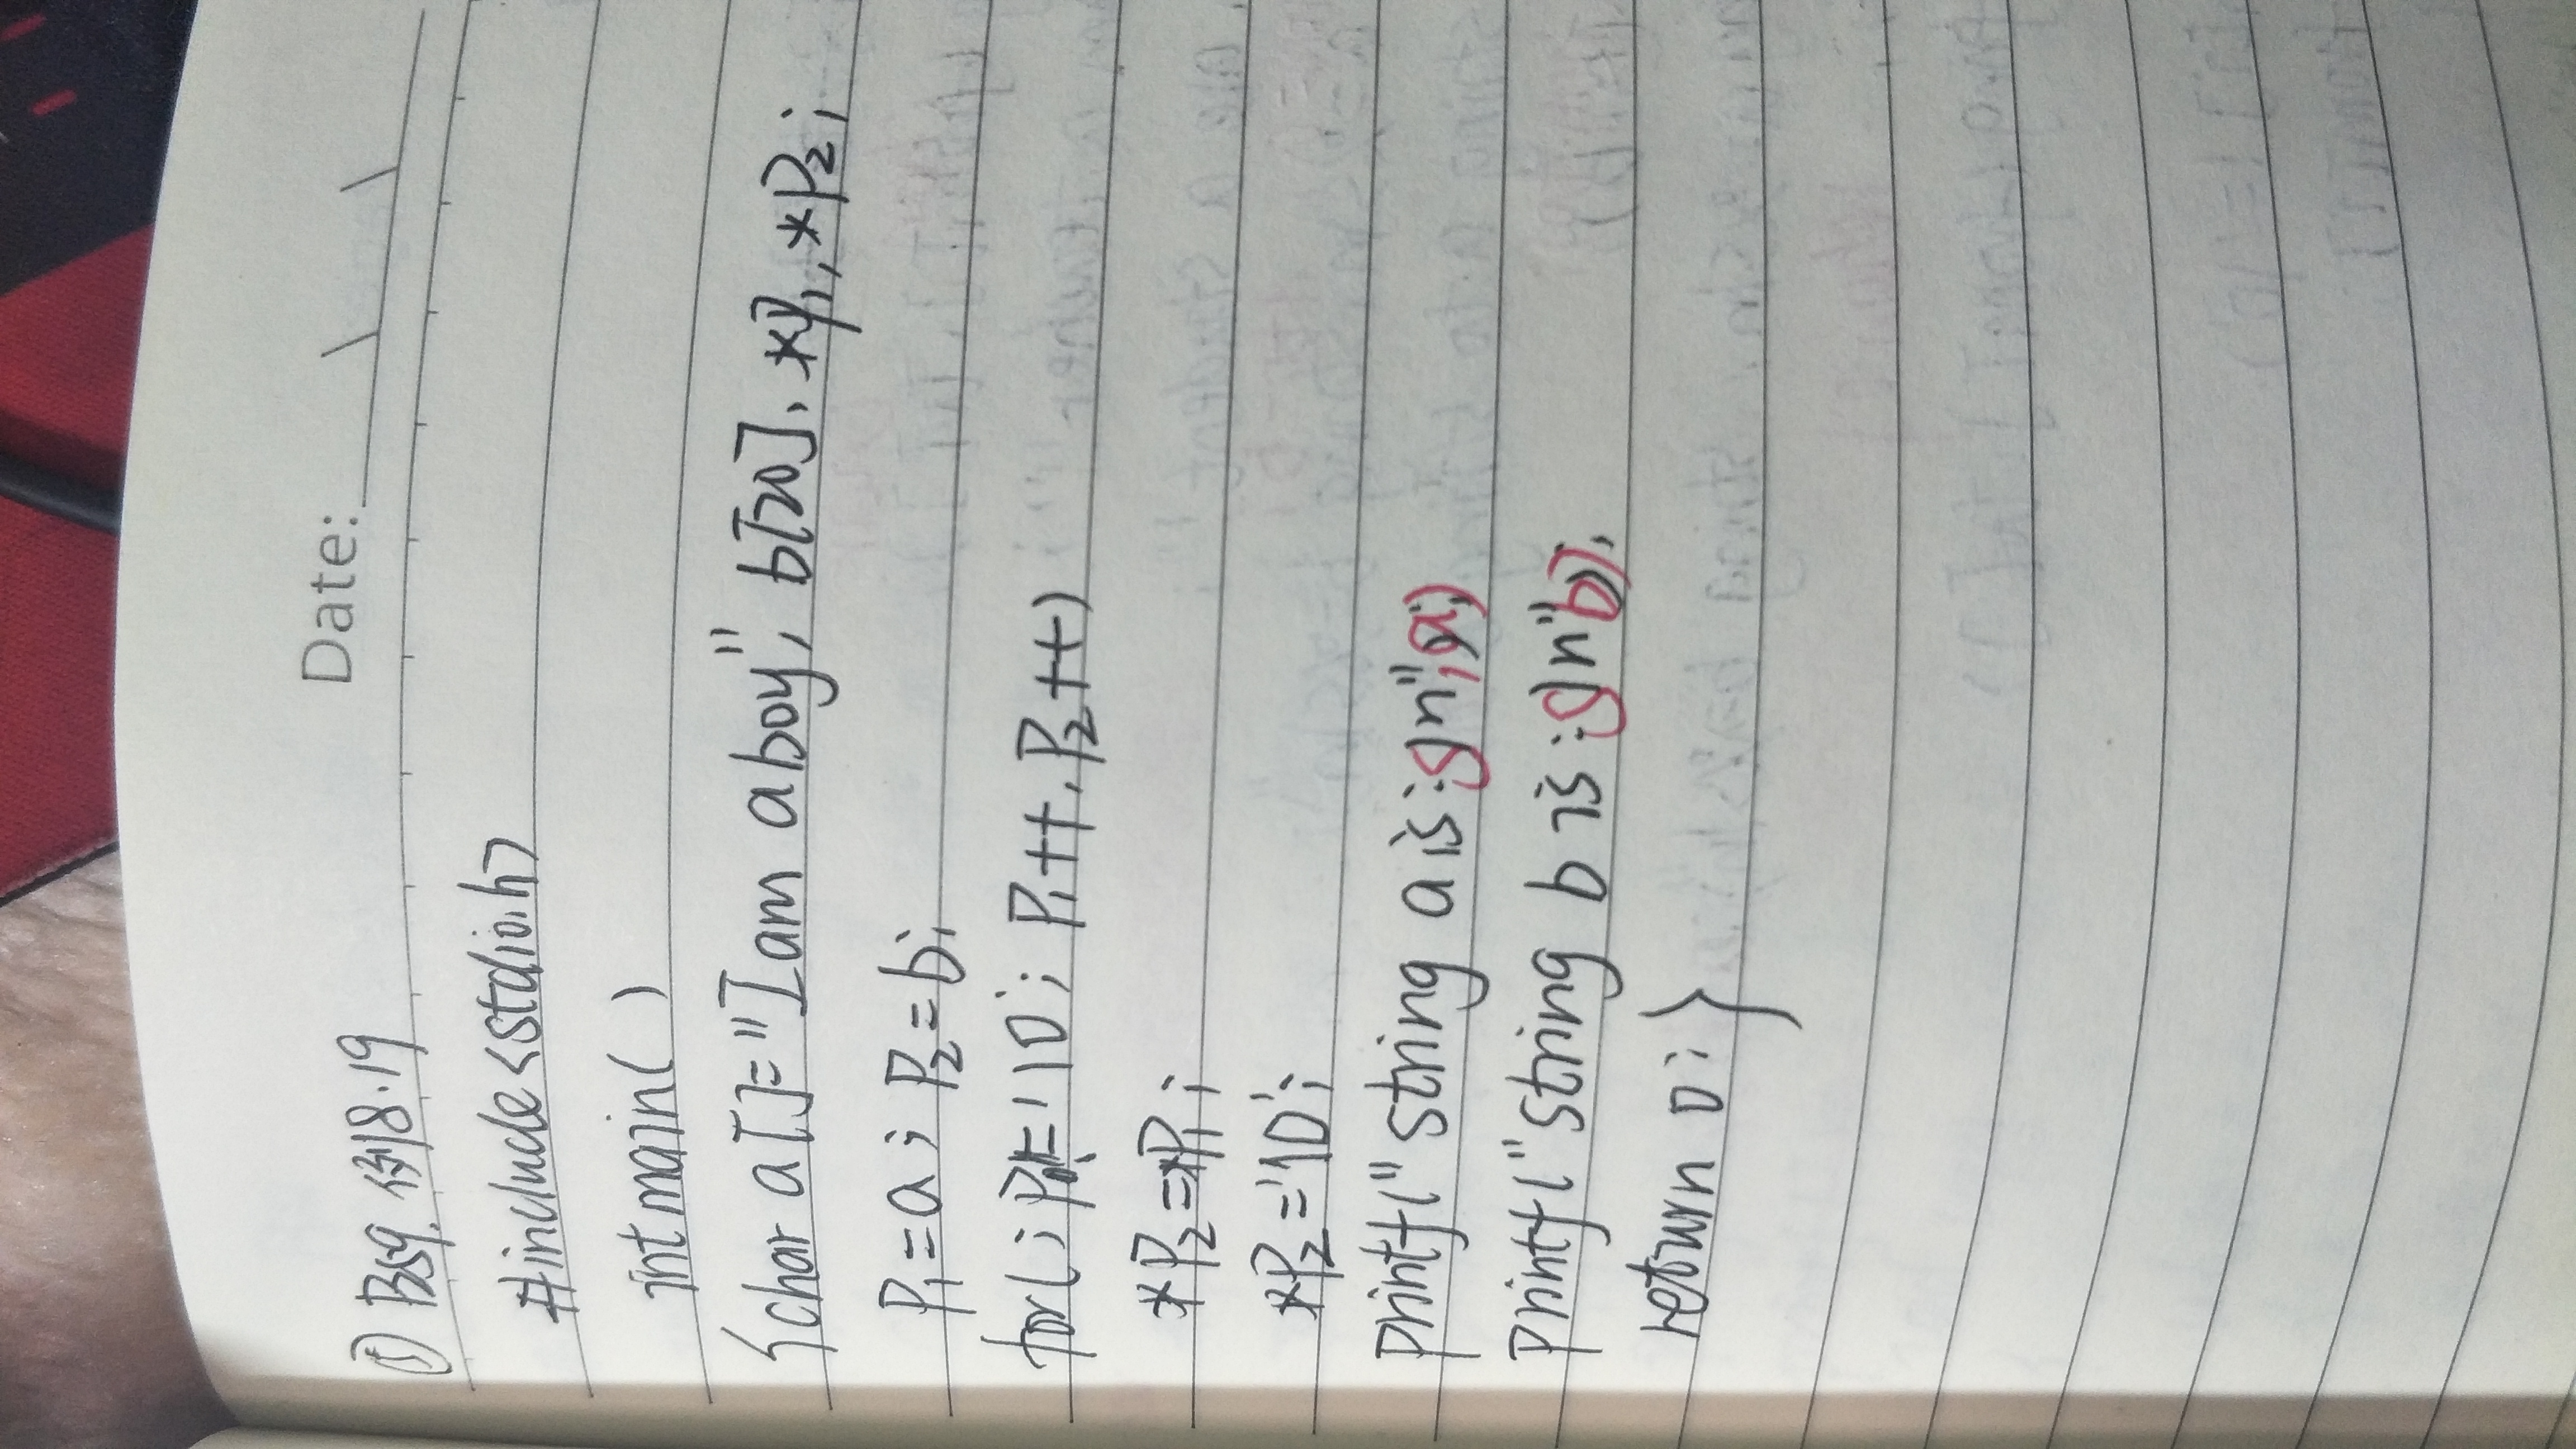 Date:
⑤ P259. 例8.19
#include<stdio.h>
int main( )
{char a[]="I am a boy", b[20], *P1, *P2;
P1=a; P2=b;
for(; P1!='\0'; P1++, P2++)
*P2=*P1;
*P2='\0';
printf("string a is:s\n",a);
printf("string b is:s\n"b);
return 0;}